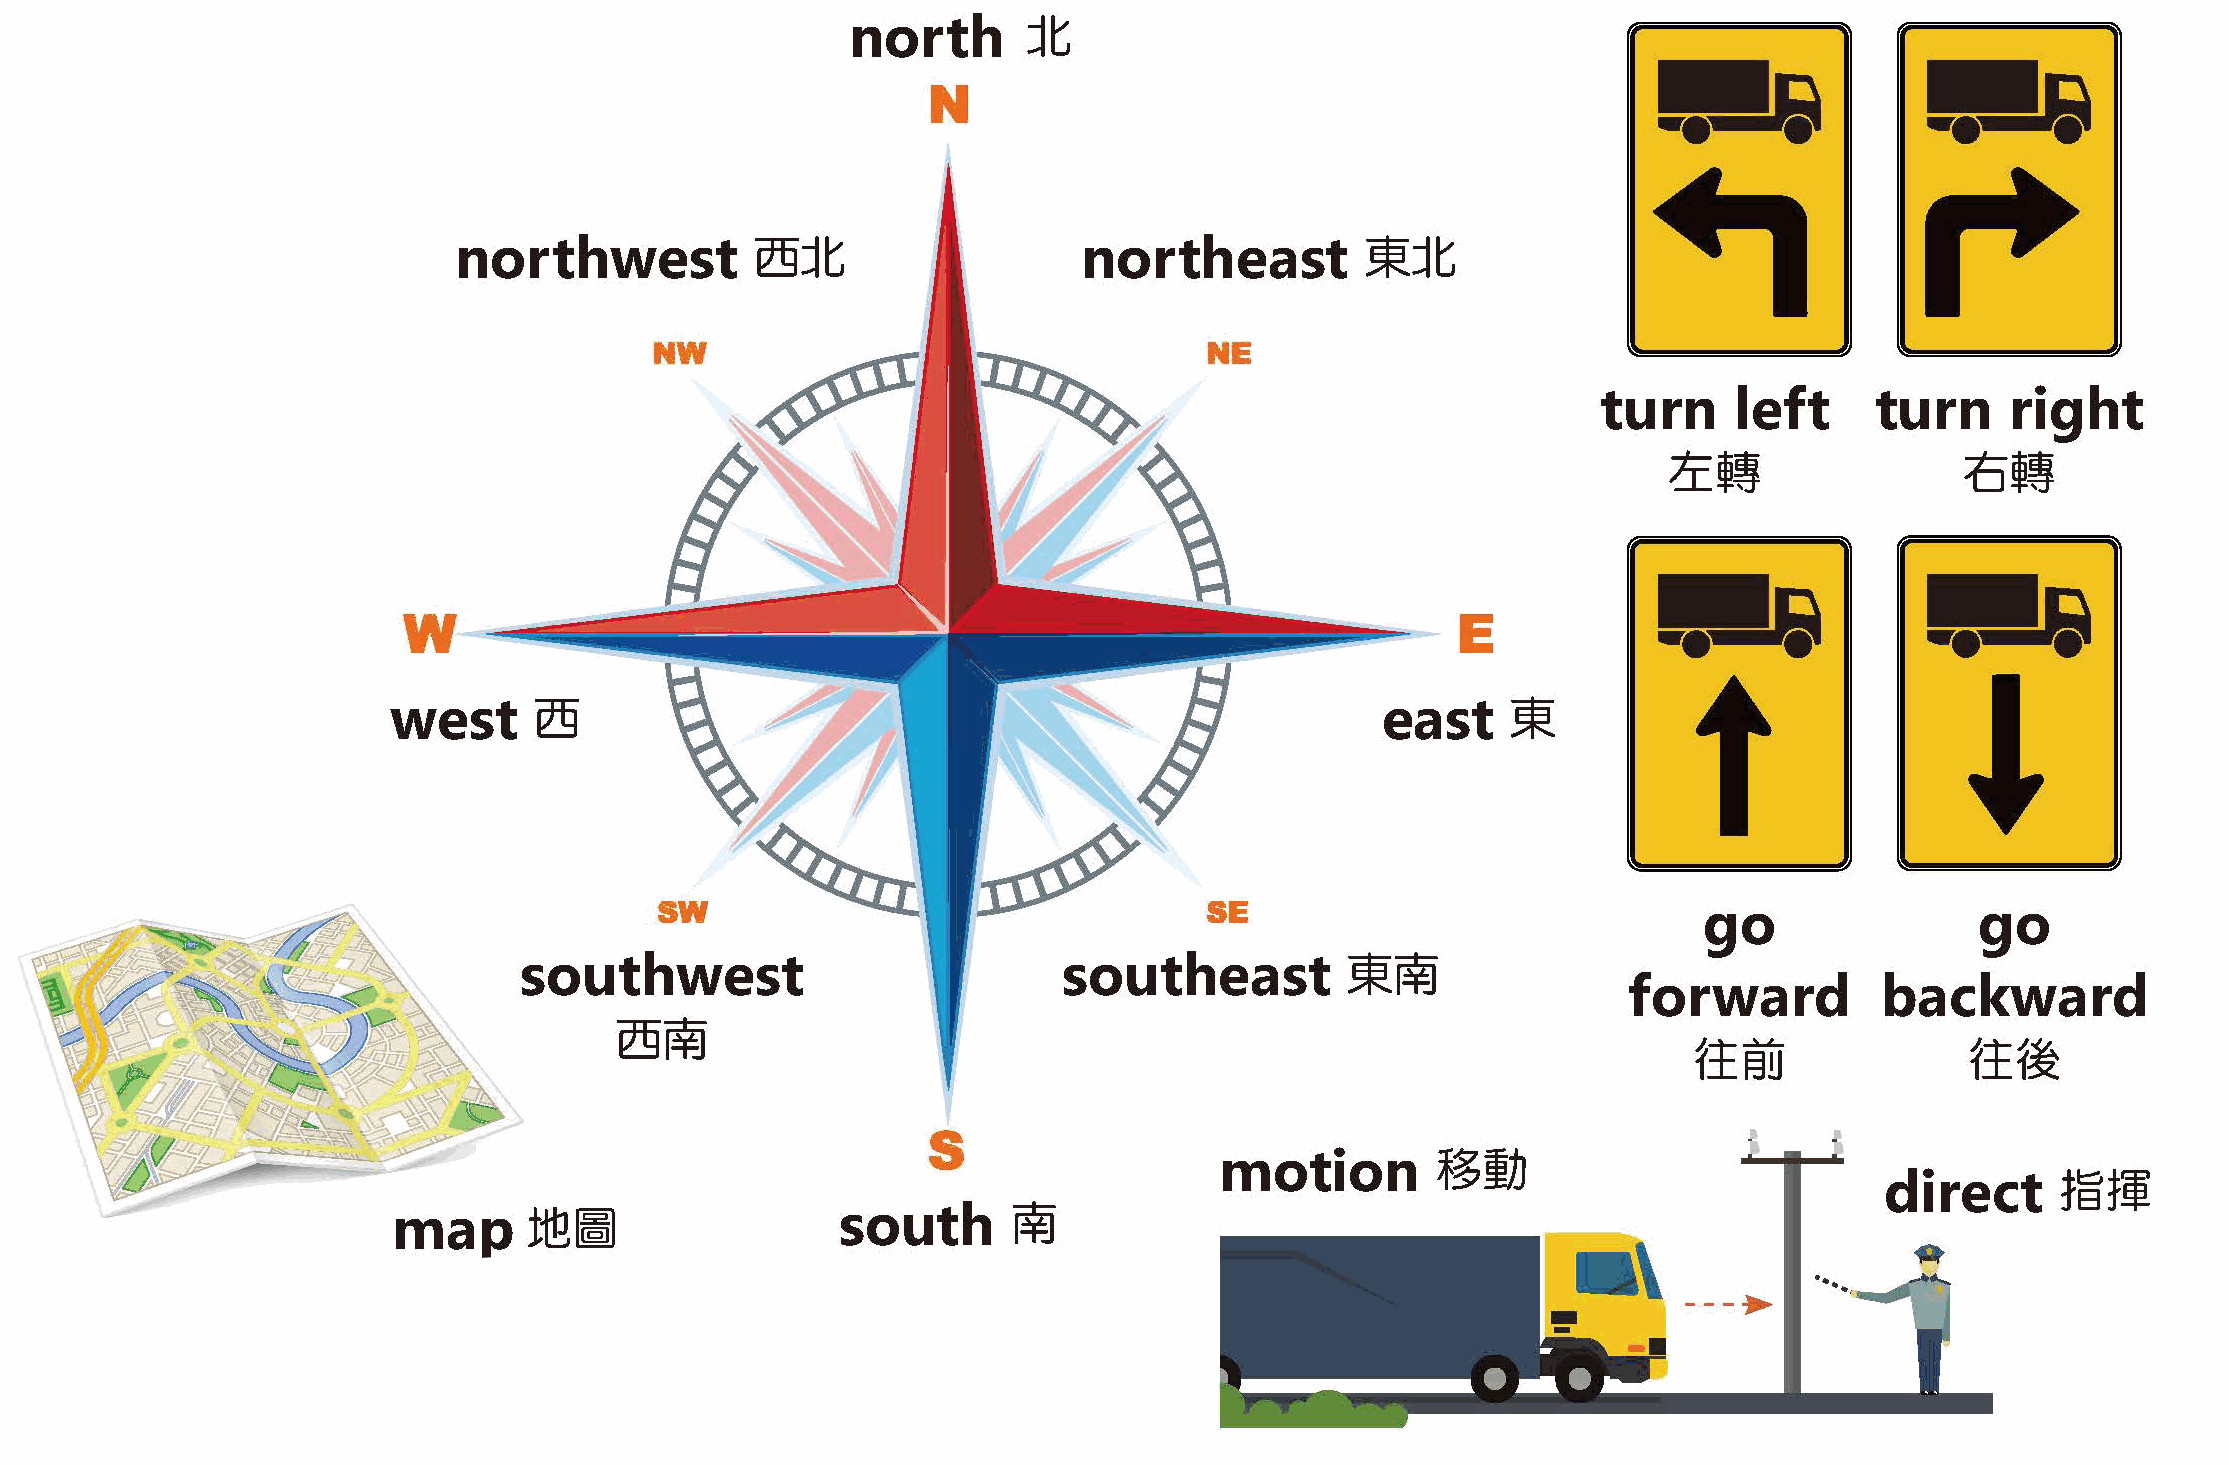 north 北
N
northwest 西北
northeast 東北
NW
NE
W
E
west 西
east 東
SW
SE
southwest
西南
southeast 東南
S
south 南
map 地圖
turn left
左轉
turn right
右轉
go
forward
往前
go
backward
往後
motion 移動
direct 指揮